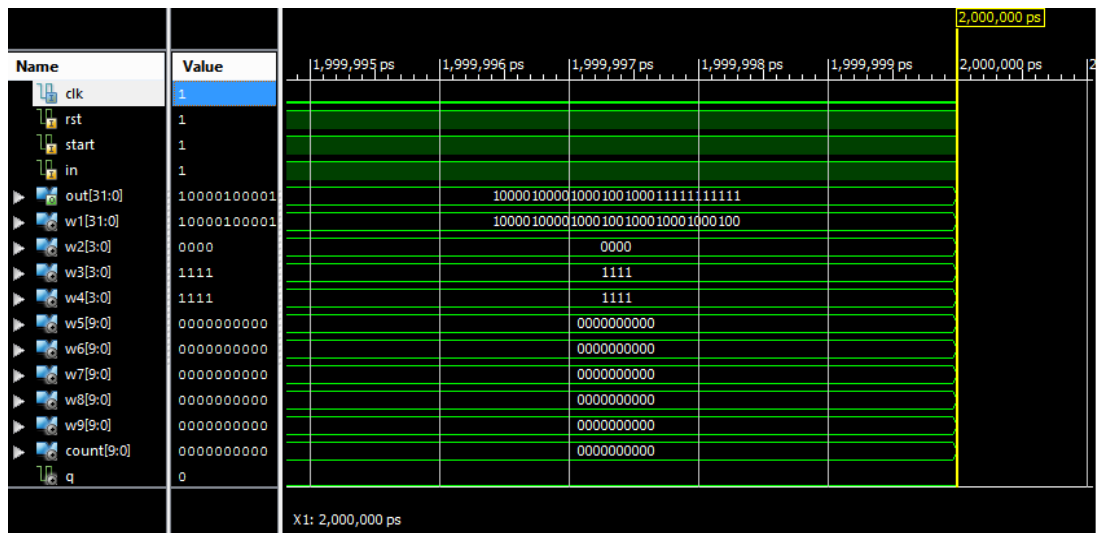 2,000,000 ps
Name Value 1,999,995 ps 1,999,996 ps 1,999,997 ps 1,999,998 ps 1,999,999 ps 2,000,000 ps 2
clk 1
rst 1
start 1
in 1
out[31:0] 10000100001 10000100001000100100011111111111
w1[31:0] 10000100001 10000100001000100100010001000100
w2[3:0] 0000 0000
w3[3:0] 1111 1111
w4[3:0] 1111 1111
w5[9:0] 0000000000 0000000000
w6[9:0] 0000000000 0000000000
w7[9:0] 0000000000 0000000000
w8[9:0] 0000000000 0000000000
w9[9:0] 0000000000 0000000000
count[9:0] 0000000000 0000000000
q 0
X1: 2,000,000 ps